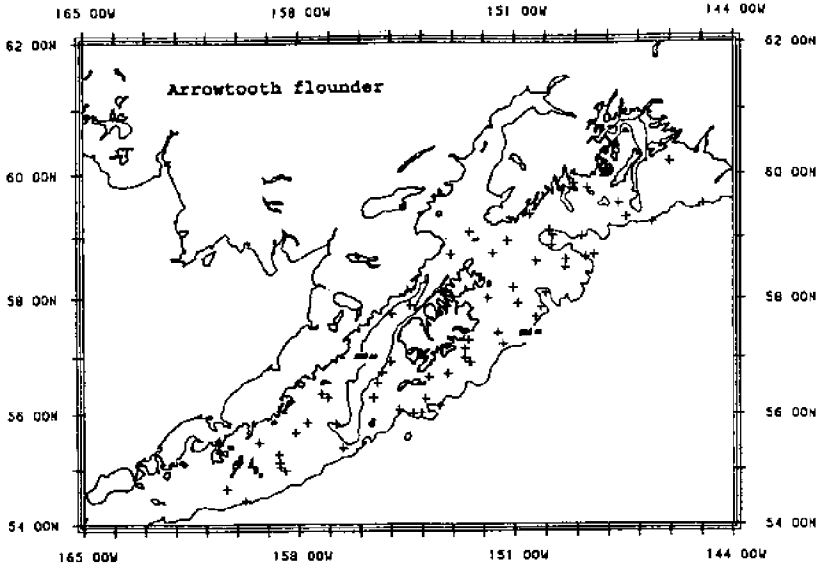 165 00W 158 00W 151 00W 144 00W
62 00N 62 00N
Arrowtooth flounder
60 00N 60 00N
58 00N 58 00N
56 00N 56 00N
54 00N 54 00N
165 00W 158 00W 151 00W 144 00W